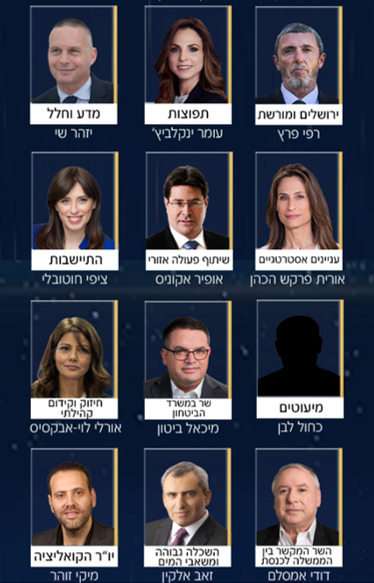 ירושלים ומורשת
רפי פרץ
תפוצות
עומר ינקלביץ'
מדע וחלל
יזהר שי
עניינים אסטרטגיים
אורית פרקש הכהן
שיתוף פעולה אזורי
אופיר אקוניס
התיישבות
ציפי חוטובלי
מיעוטים
כחול לבן
שר במשרד
הביטחון
מיכאל ביטון
חיזוק וקידום
קהילתי
אורלי לוי-אבקסיס
השר המקשר בין
הממשלה לכנסת
דודי אמסלם
השכלה גבוהה
ומשאבי המים
זאב אלקין
יו"ר הקואליציה
מיקי זוהר